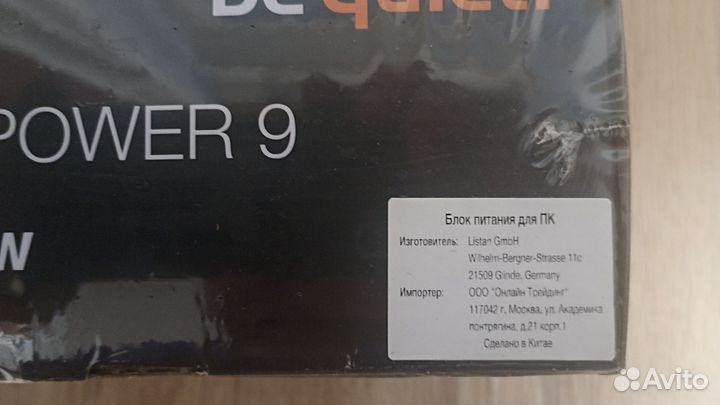 be quiet!
POWER 9
W
Блок питания для ПК
Изготовитель: Listan GmbH
Wilhelm-Bergner-Strasse 11c
21509 Glinde, Germany
Импортер: ООО "Онлайн Трейдинг"
117042 г. Москва, ул. Академика
понтрягина, д.21 корп.1
Сделано в Китае
Avito